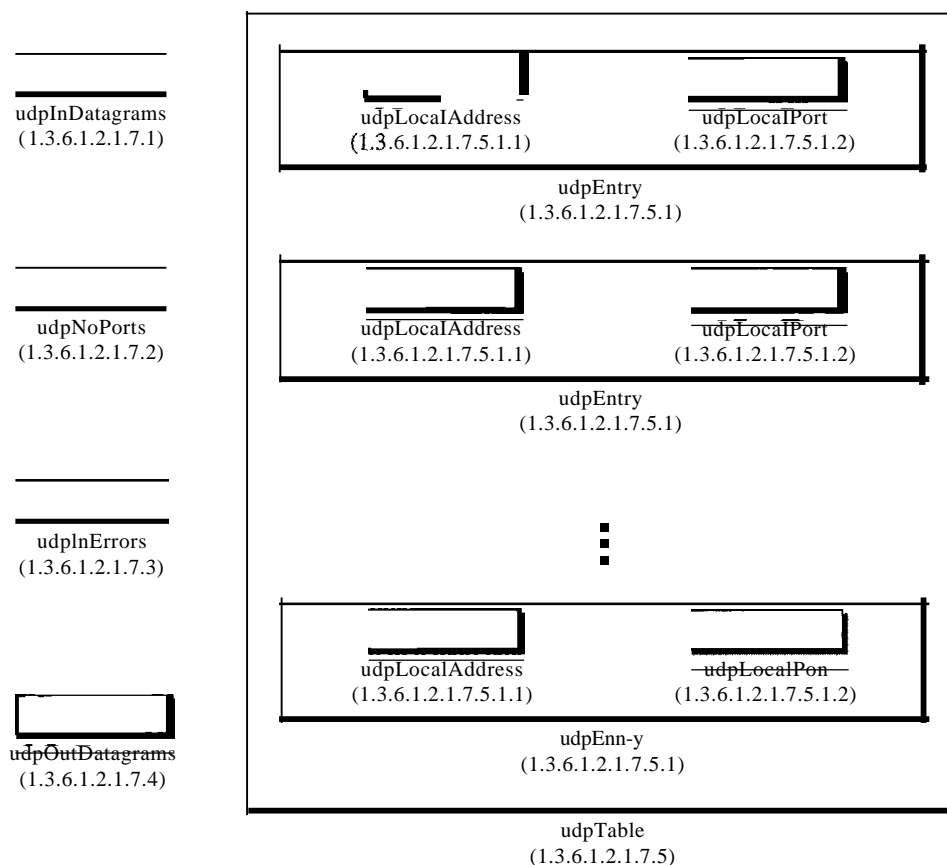 udpInDatagrams
(1.3.6.1.2.1.7.1)
udpNoPorts
(1.3.6.1.2.1.7.2)
udplnErrors
(1.3.6.1.2.1.7.3)
udpOutDatagrams
(1.3.6.1.2.1.7.4)
udpLocaIAddress
(1.3.6.1.2.1.7.5.1.1)
udpLocaIPort
(1.3.6.1.2.1.7.5.1.2)
udpEntry
(1.3.6.1.2.1.7.5.1)
udpLocaIAddress
(1.3.6.1.2.1.7.5.1.1)
udpLocaIPort
(1.3.6.1.2.1.7.5.1.2)
udpEntry
(1.3.6.1.2.1.7.5.1)
udpLocalAddress
(1.3.6.1.2.1.7.5.1.1)
udpLocalPon
(1.3.6.1.2.1.7.5.1.2)
udpEnn-y
(1.3.6.1.2.1.7.5.1)
udpTable
(1.3.6.1.2.1.7.5)